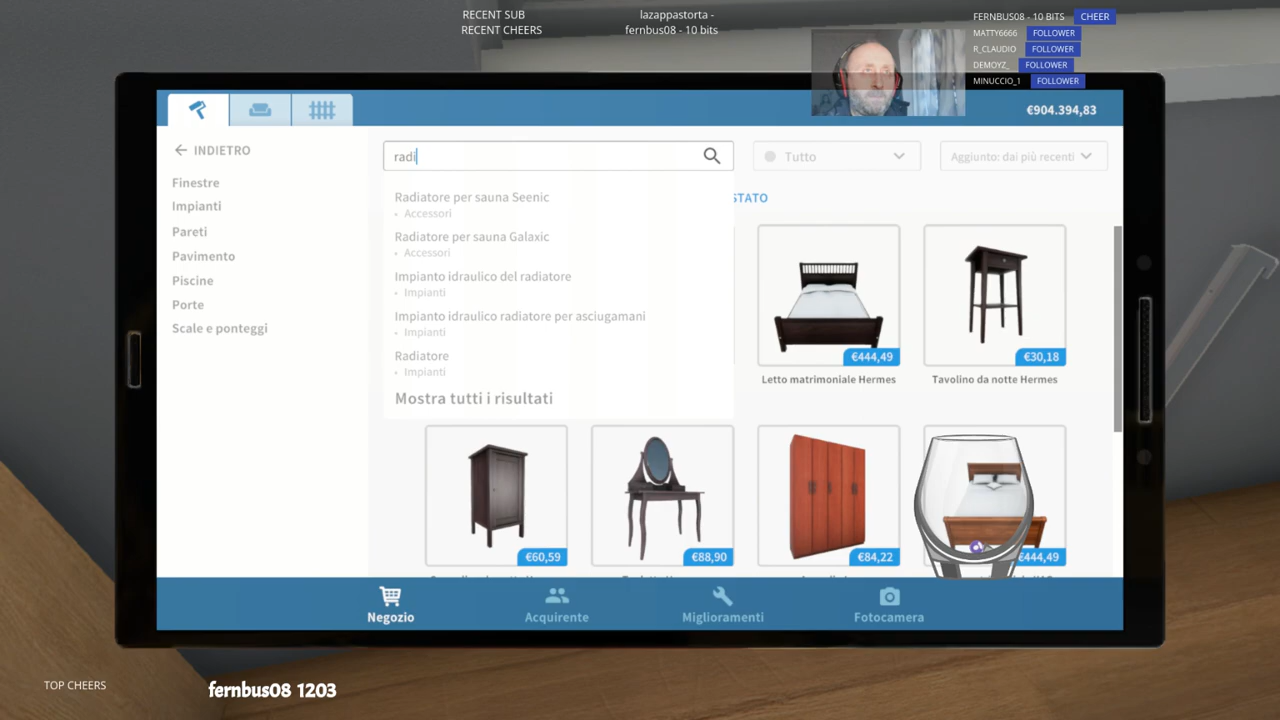 RECENT SUB
lazappastorta -
RECENT CHEERS
fernbus08 - 10 bits
FERNBUS08 - 10 BITS CHEER
MATTY6666 FOLLOWER
R_CLAUDIO FOLLOWER
DEMOYZ_ FOLLOWER
MINUCCIO_1 FOLLOWER
€904.394,83
INDIETRO
Finestre
Impianti
Pareti
Pavimento
Piscine
Porte
Scale e ponteggi
radi
Tutto
Aggiunto: dai più recenti
STATO
Radiatore per sauna Seenic
• Accessori
Radiatore per sauna Galaxic
• Accessori
Impianto idraulico del radiatore
• Impianti
Impianto idraulico radiatore per asciugamani
• Impianti
Radiatore
• Impianti
Mostra tutti i risultati
€444,49
€30,18
Letto matrimoniale Hermes
Tavolino da notte Hermes
€60,59
€88,90
€84,22
€444,49
Negozio
Acquirente
Miglioramenti
Fotocamera
TOP CHEERS
fernbus08 1203